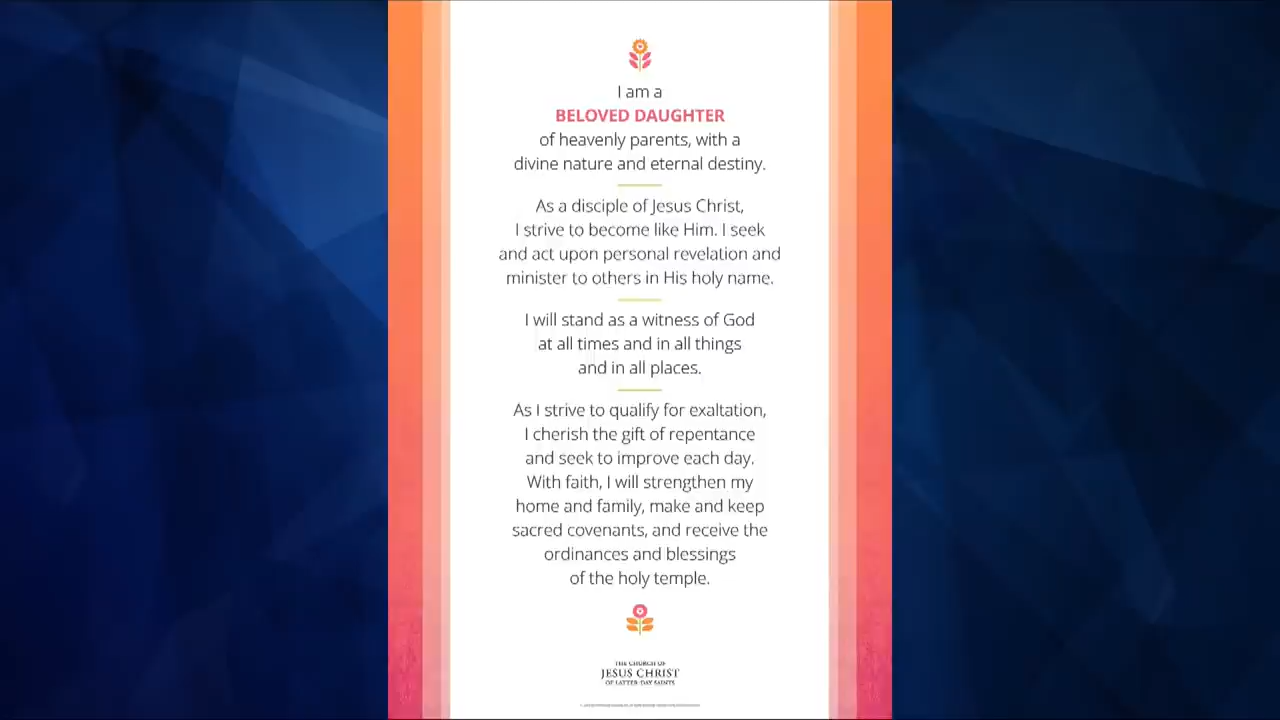 I am a
BELOVED DAUGHTER
of heavenly parents, with a
divine nature and eternal destiny.
As a disciple of Jesus Christ,
I strive to become like Him. I seek
and act upon personal revelation and
minister to others in His holy name.
I will stand as a witness of God
at all times and in all things
and in all places.
As I strive to qualify for exaltation,
I cherish the gift of repentance
and seek to improve each day.
With faith, I will strengthen my
home and family, make and keep
sacred covenants, and receive the
ordinances and blessings
of the holy temple.
THE CHURCH OF
JESUS CHRIST
OF LATTER-DAY SAINTS